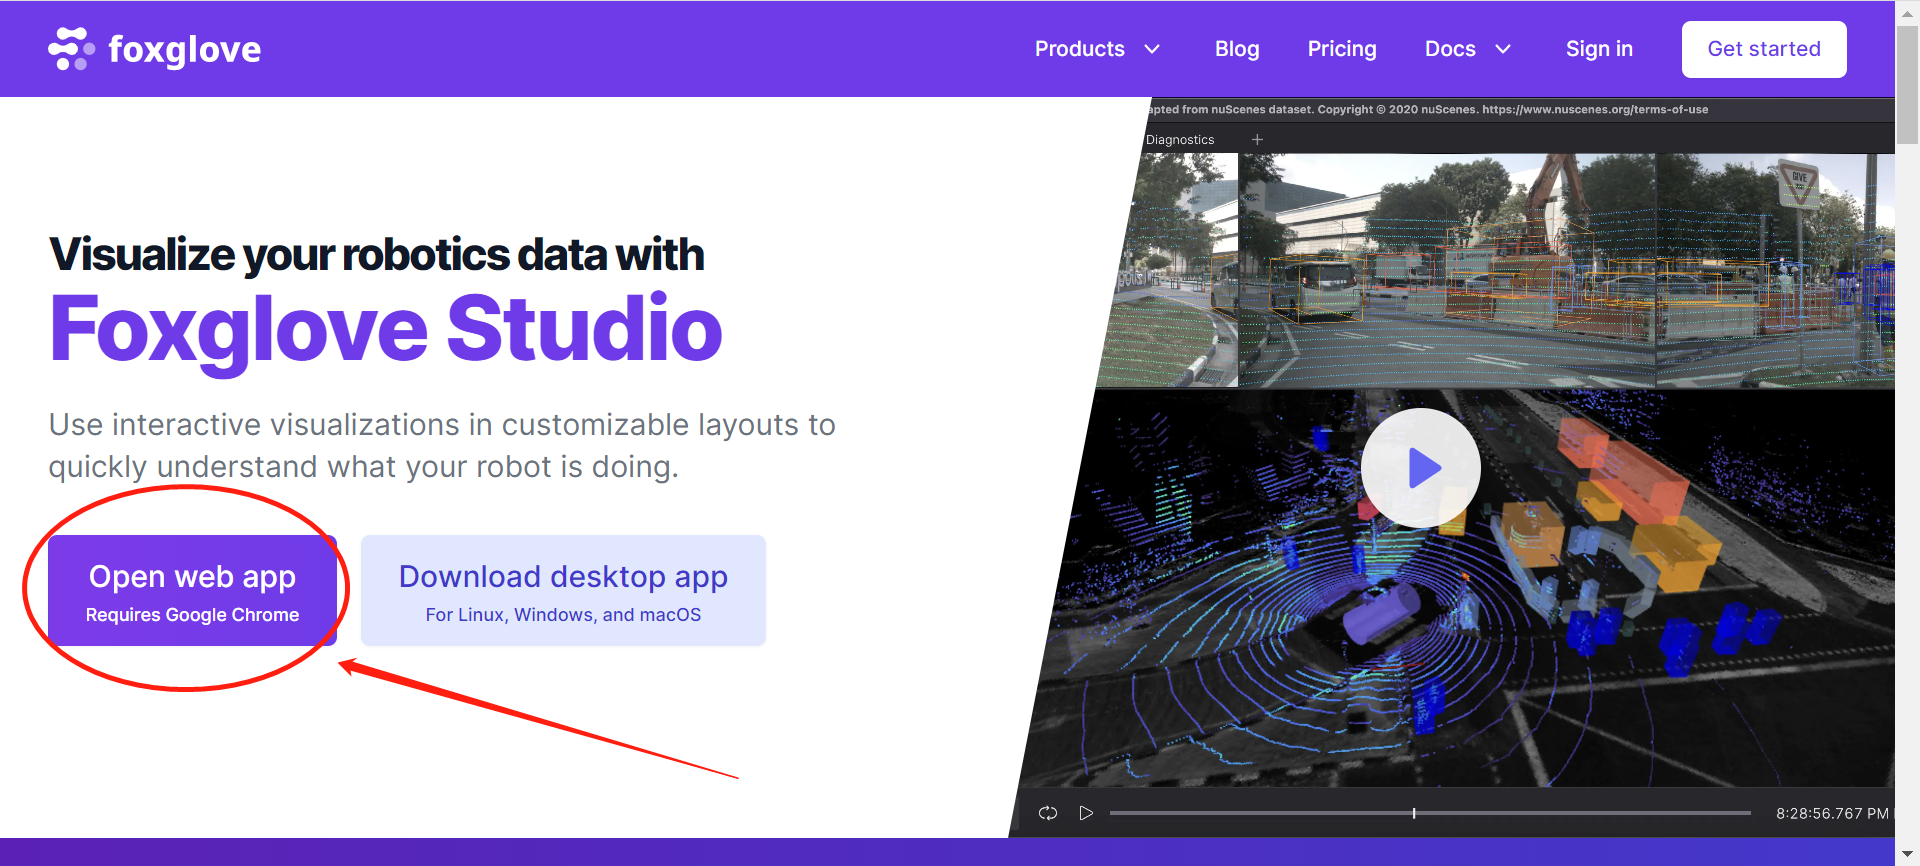 foxglove
Products
Blog
Pricing
Docs
Sign in
Get started
apted from nuScenes dataset. Copyright © 2020 nuScenes. https://www.nuscenes.org/terms-of-use
Diagnostics
GIVE
Visualize your robotics data with
Foxglove Studio
Use interactive visualizations in customizable layouts to
quickly understand what your robot is doing.
Open web app
Requires Google Chrome
Download desktop app
For Linux, Windows, and macOS
8:28:56.767 PM